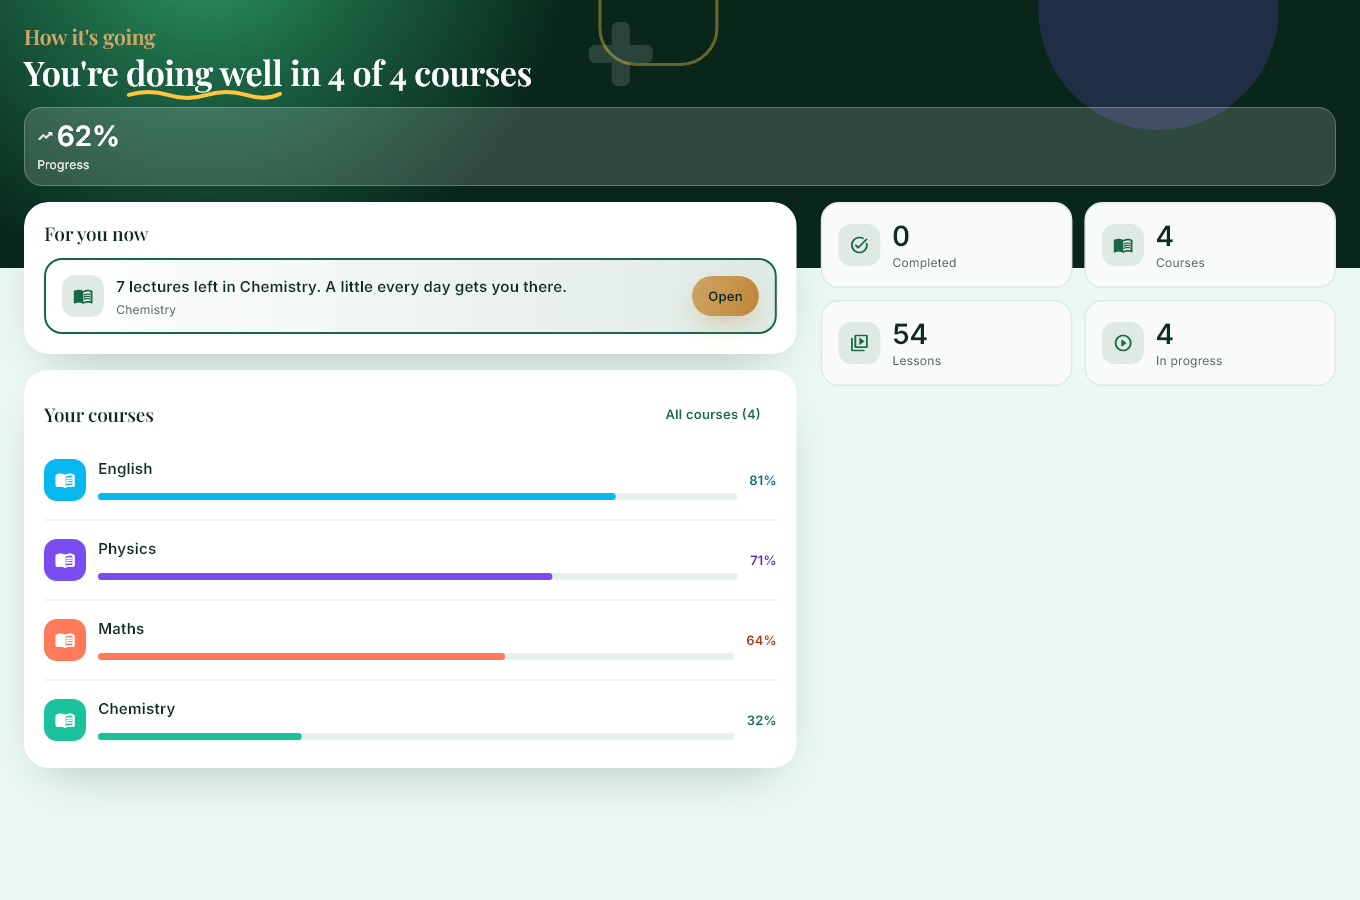 How it's going
You're doing well in 4 of 4 courses
62%
Progress
For you now
7 lectures left in Chemistry. A little every day gets you there.
Chemistry
Open
0
Completed
4
Courses
54
Lessons
4
In progress
Your courses
All courses (4)
English
81%
Physics
71%
Maths
64%
Chemistry
32%